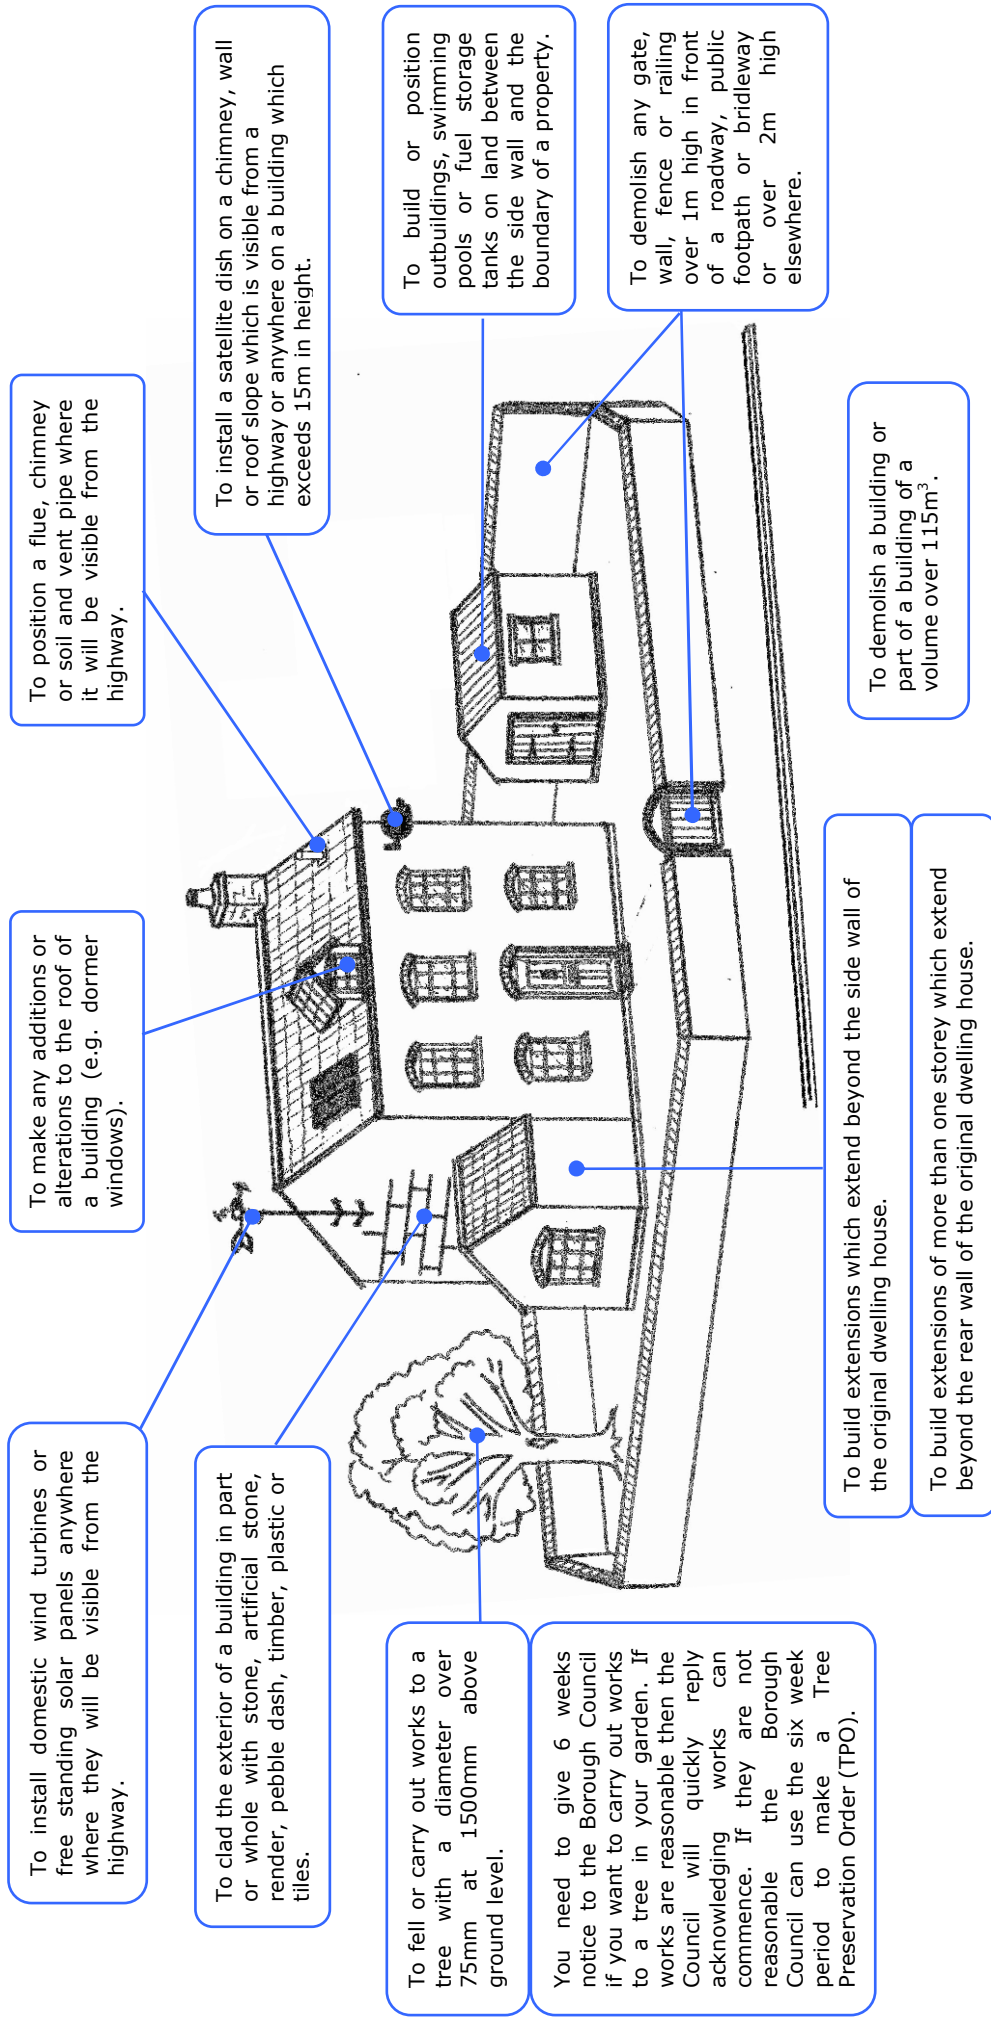 To install domestic wind turbines or
free standing solar panels anywhere
where they will be visible from the
highway.
To make any additions or
alterations to the roof of
a building (e.g. dormer
windows).
To position a flue, chimney
or soil and vent pipe where
it will be visible from the
highway.
To clad the exterior of a building in part
or whole with stone, artificial stone,
render, pebble dash, timber, plastic or
tiles.
To install a satellite dish on a chimney, wall
or roof slope which is visible from a
highway or anywhere on a building which
exceeds 15m in height.
To fell or carry out works to a
tree with a diameter over
75mm at 1500mm above
ground level.
You need to give 6 weeks
notice to the Borough Council
if you want to carry out works
to a tree in your garden. If
works are reasonable then the
Council will quickly reply
acknowledging works can
commence. If they are not
reasonable the Borough
Council can use the six week
period to make a Tree
Preservation Order (TPO).
To build or position
outbuildings, swimming
pools or fuel storage
tanks on land between
the side wall and the
boundary of a property.
To demolish any gate,
wall, fence or railing
over 1m high in front
of a roadway, public
footpath or bridleway
or over 2m high
elsewhere.
To build extensions which extend beyond the side wall of
the original dwelling house.
To build extensions of more than one storey which extend
beyond the rear wall of the original dwelling house.
To demolish a building or
part of a building of a
volume over 115m³.